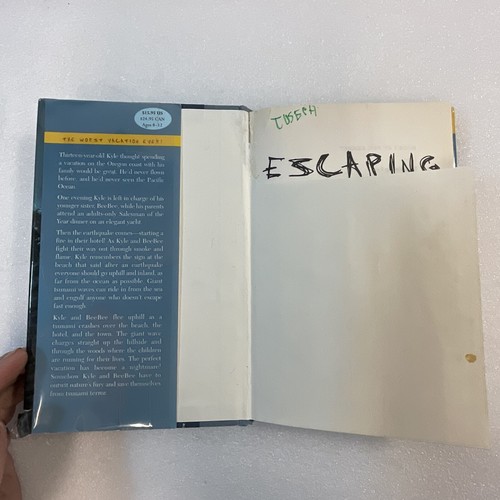 $15.95 US
$24.95 CAN
Ages 8-12
THE WORST VACATION EVER!
Thirteen-year-old Kyle thought spending
a vacation on the Oregon coast with his
family would be great. He'd never flown
before, and he'd never seen the Pacific
Ocean.
One evening Kyle is left in charge of his
younger sister, BeeBee, while his parents
attend an adults-only Salesman of the
Year dinner on an elegant yacht.
Then the earthquake comes—starting a
fire in their hotel! As Kyle and BeeBee
fight their way out through smoke and
flame, Kyle remembers the sign at the
beach that said after an earthquake
everyone should go uphill and inland, as
far from the ocean as possible. Giant
tsunami waves can ride in from the sea
and engulf anyone who doesn't escape
fast enough.
Kyle and BeeBee flee uphill as a
tsunami crashes over the beach, the
hotel, and the town. The giant wave
charges straight up the hillside and
through the woods where the children
are running for their lives. The perfect
vacation has become a nightmare!
Somehow Kyle and BeeBee have to
outwit nature's fury and save themselves
from tsunami terror.
JOSEPH
ESCAPING